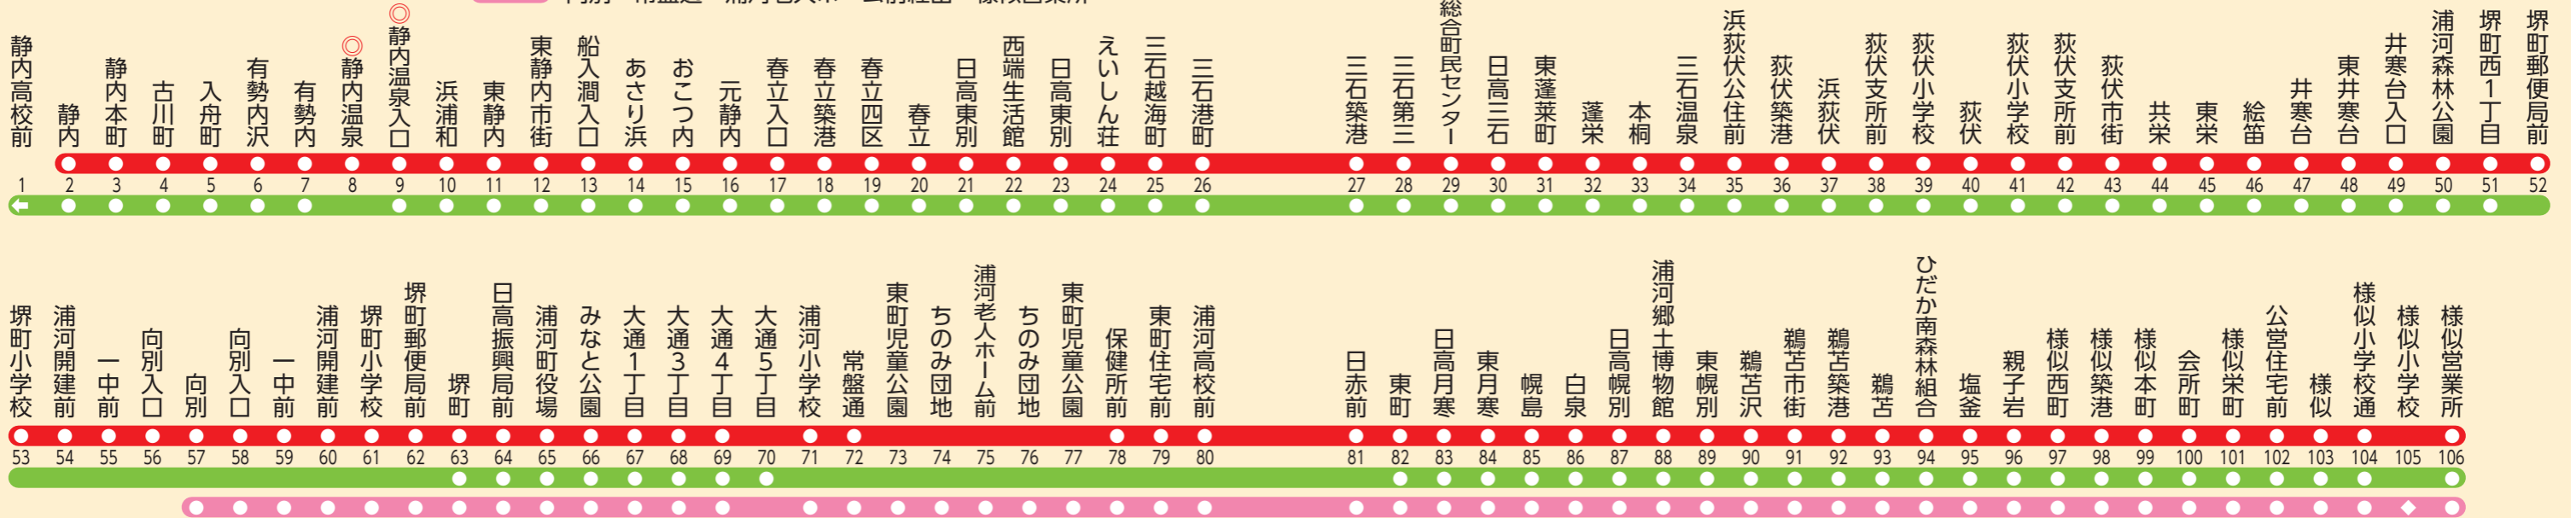 静内高校前
静内
静内本町
古川町
入舟町
有勢内沢
有勢内
◎静内温泉
◎静内温泉入口
浜浦和
東静内
東静内市街
船入澗入口
あさり浜
おこつ内
元静内
春立入口
春立築港
春立四区
春立
日高東別
西端生活館
日高東別
えいしん荘
三石越海町
三石港町
三石築港
三石第三
総合町民センター
日高三石
東蓬莱町
蓬栄
本桐
三石温泉
浜荻伏公住前
荻伏築港
浜荻伏
荻伏支所前
荻伏小学校
荻伏
荻伏小学校
荻伏支所前
荻伏市街
共栄
東栄
絵笛
井寒台
東井寒台
井寒台入口
浦河森林公園
堺町西1丁目
堺町郵便局前
1 2 3 4 5 6 7 8 9 10 11 12 13 14 15 16 17 18 19 20 21 22 23 24 25 26 27 28 29 30 31 32 33 34 35 36 37 38 39 40 41 42 43 44 45 46 47 48 49 50 51 52
堺町小学校
浦河開建前
一中前
向別入口
向別
向別入口
一中前
浦河開建前
堺町小学校
堺町郵便局前
堺町
日高振興局前
浦河町役場
みなと公園
大通1丁目
大通3丁目
大通4丁目
大通5丁目
浦河小学校
常盤通
東町児童公園
ちのみ団地
浦河老人ホーム前
ちのみ団地
東町児童公園
保健所前
東町住宅前
浦河高校前
日赤前
東町
日高月寒
東月寒
幌島
白泉
日高幌別
浦河郷土博物館
東幌別
鵜苫沢
鵜苫市街
鵜苫築港
鵜苫
ひだか南森林組合
塩釜
親子岩
様似西町
様似築港
様似本町
会所町
様似栄町
公営住宅前
様似
様似小学校通
様似小学校
様似営業所
53 54 55 56 57 58 59 60 61 62 63 64 65 66 67 68 69 70 71 72 73 74 75 76 77 78 79 80 81 82 83 84 85 86 87 88 89 90 91 92 93 94 95 96 97 98 99 100 101 102 103 104 105 106